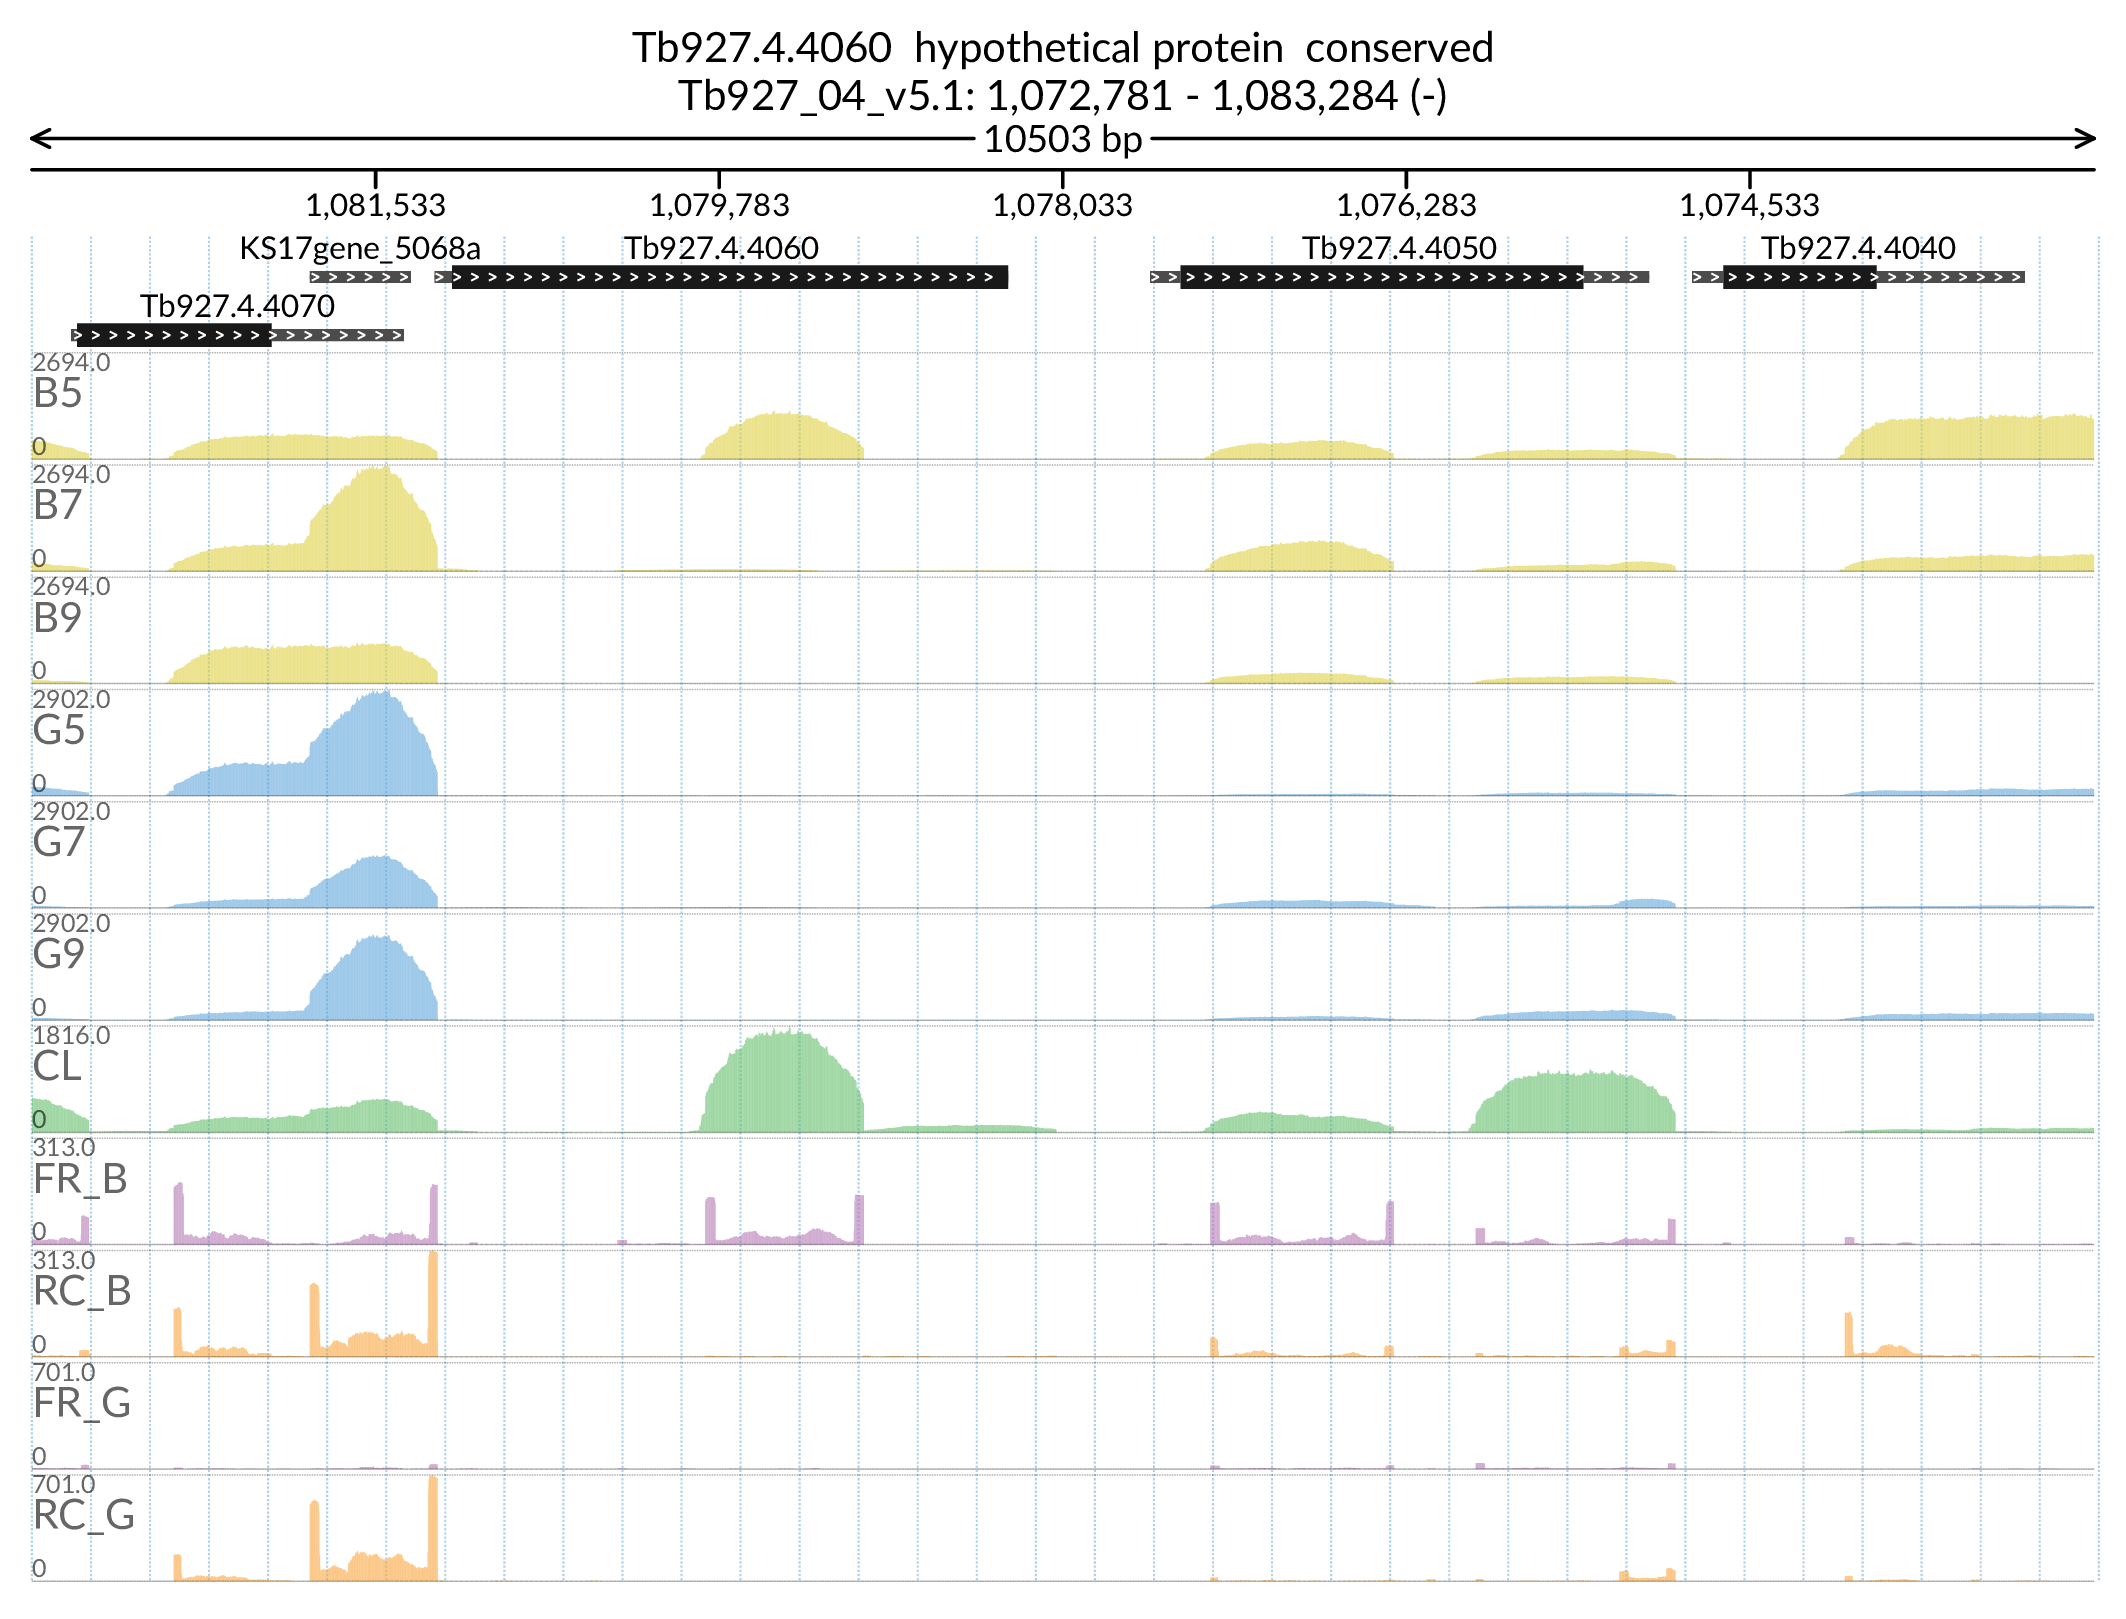 Tb927.4.4060  hypothetical protein  conserved
Tb927_04_v5.1: 1,072,781 - 1,083,284 (-)
10503 bp
1,081,533 1,079,783 1,078,033 1,076,283 1,074,533
KS17gene_5068a Tb927.4.4060 Tb927.4.4050 Tb927.4.4040
Tb927.4.4070
2694.0
B5
0
2694.0
B7
0
2694.0
B9
0
2902.0
G5
0
2902.0
G7
0
2902.0
G9
0
1816.0
CL
0
313.0
FR_B
0
313.0
RC_B
0
701.0
FR_G
0
701.0
RC_G
0